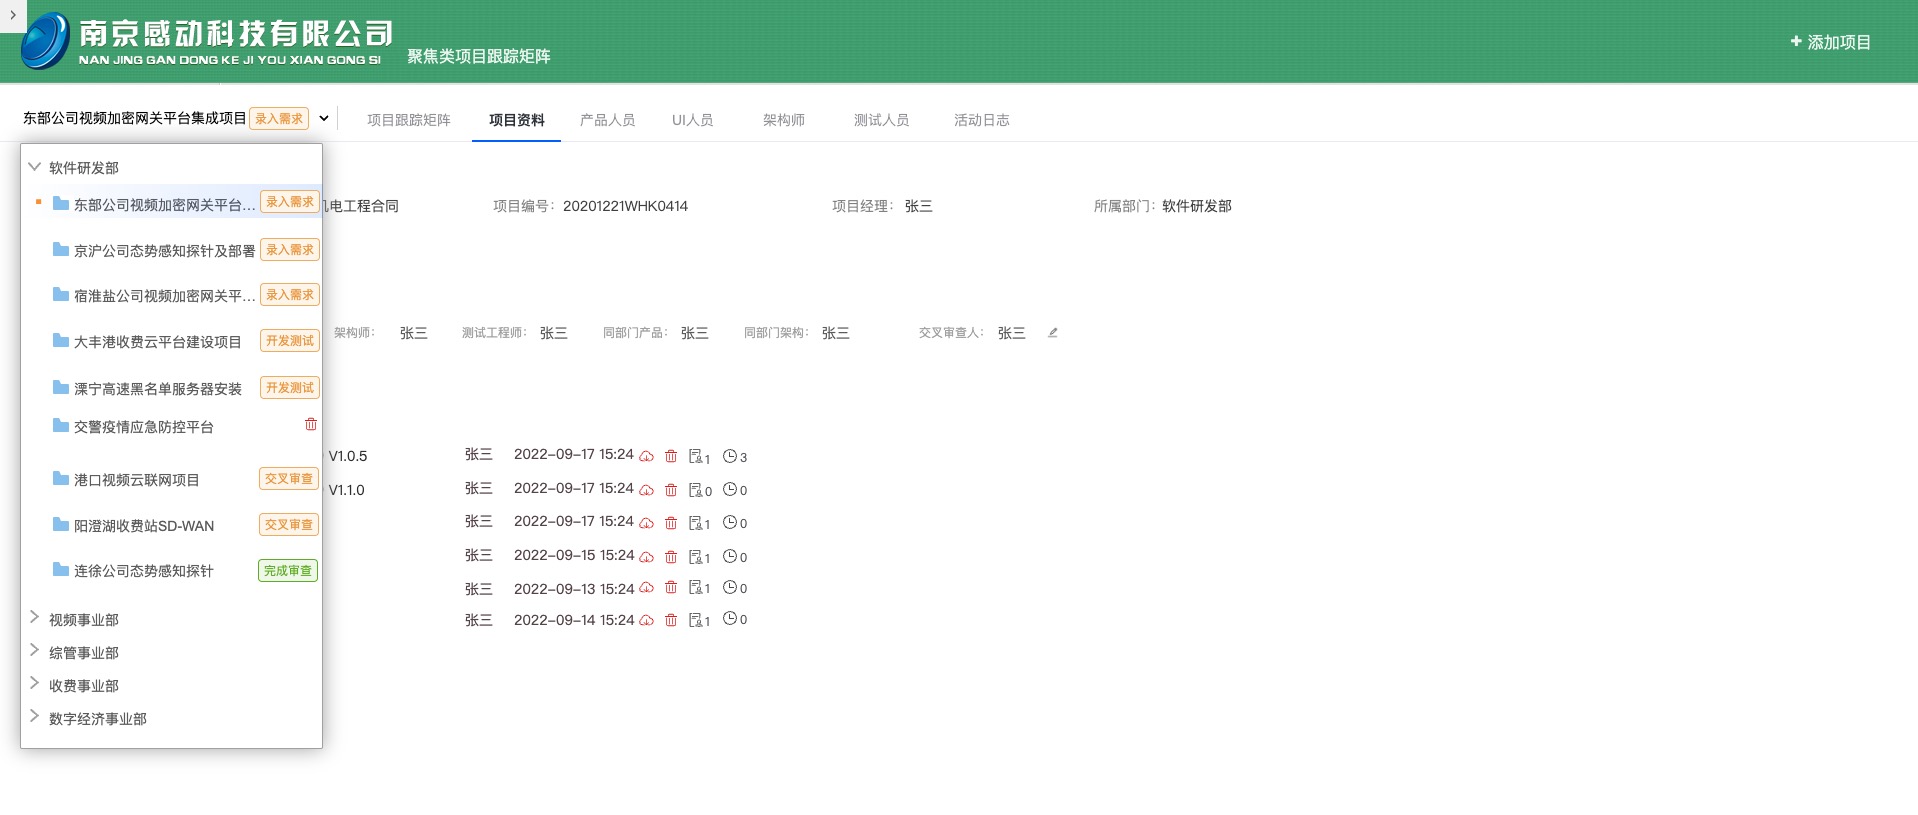 南京感动科技有限公司
NAN JING GAN DONG KE JI YOU XIAN GONG SI
聚焦类项目跟踪矩阵
添加项目
东部公司视频加密网关平台集成项目 录入需求
项目跟踪矩阵 项目资料 产品人员 UI人员 架构师 测试人员 活动日志
软件研发部
东部公司视频加密网关平台... 录入需求
京沪公司态势感知探针及部署 录入需求
宿淮盐公司视频加密网关平... 录入需求
大丰港收费云平台建设项目 开发测试
溧宁高速黑名单服务器安装 开发测试
交警疫情应急防控平台
港口视频云联网项目 交叉审查
阳澄湖收费站SD-WAN 交叉审查
连徐公司态势感知探针 完成审查
视频事业部
综管事业部
收费事业部
数字经济事业部
电工程合同 项目编号： 20201221WHK0414 项目经理： 张三 所属部门： 软件研发部
架构师： 张三 测试工程师： 张三 同部门产品： 张三 同部门架构： 张三 交叉审查人： 张三
V1.0.5 张三 2022-09-17 15:24 1 3
V1.1.0 张三 2022-09-17 15:24 0 0
张三 2022-09-17 15:24 1 0
张三 2022-09-15 15:24 1 0
张三 2022-09-13 15:24 1 0
张三 2022-09-14 15:24 1 0